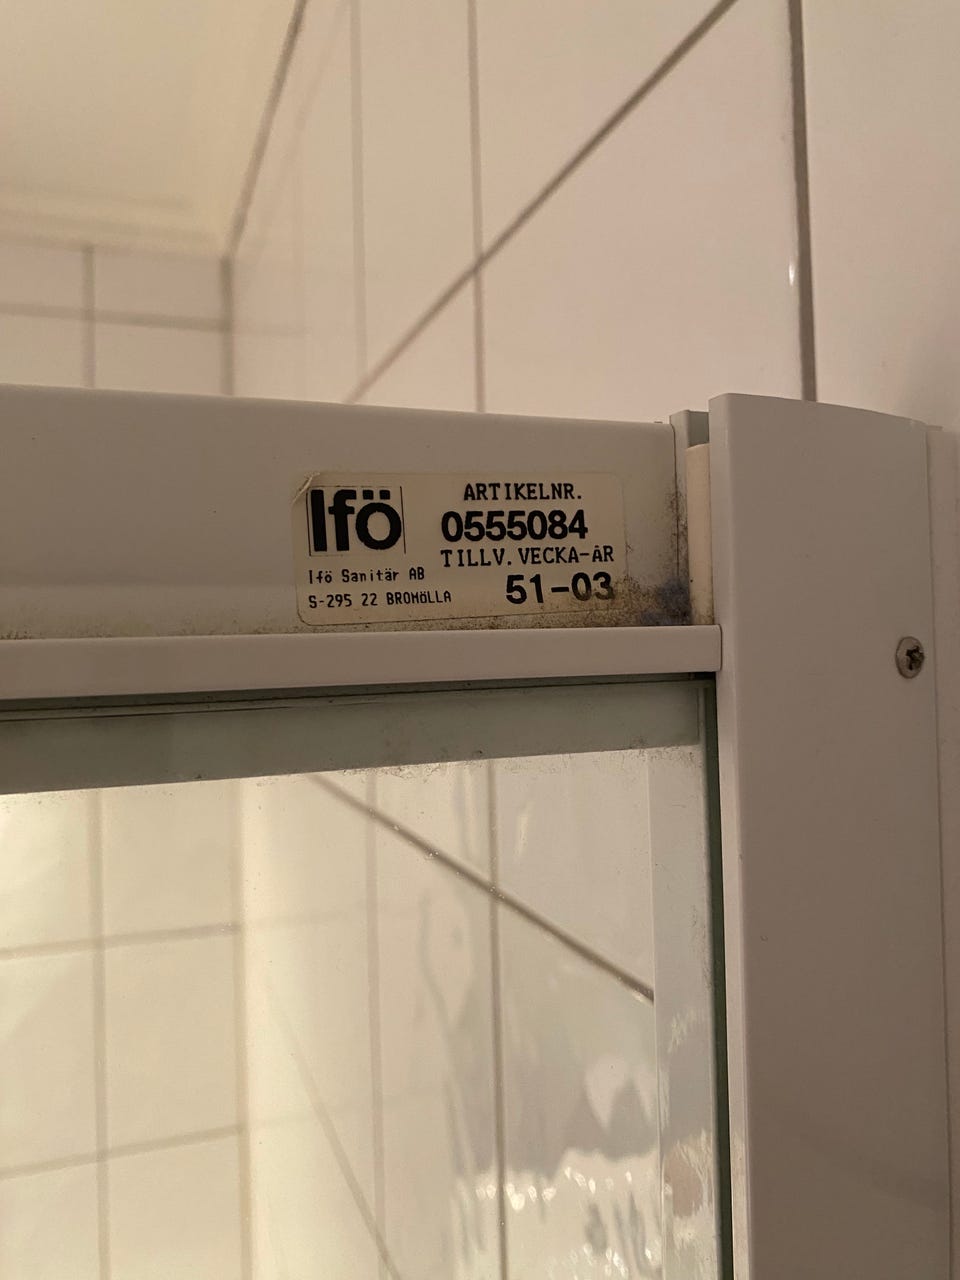 Ifö
ARTIKELNR.
0555084
TILLV. VECKA-ÅR
51-03
Ifö Sanitär AB
S-295 22 BROMÖLLA